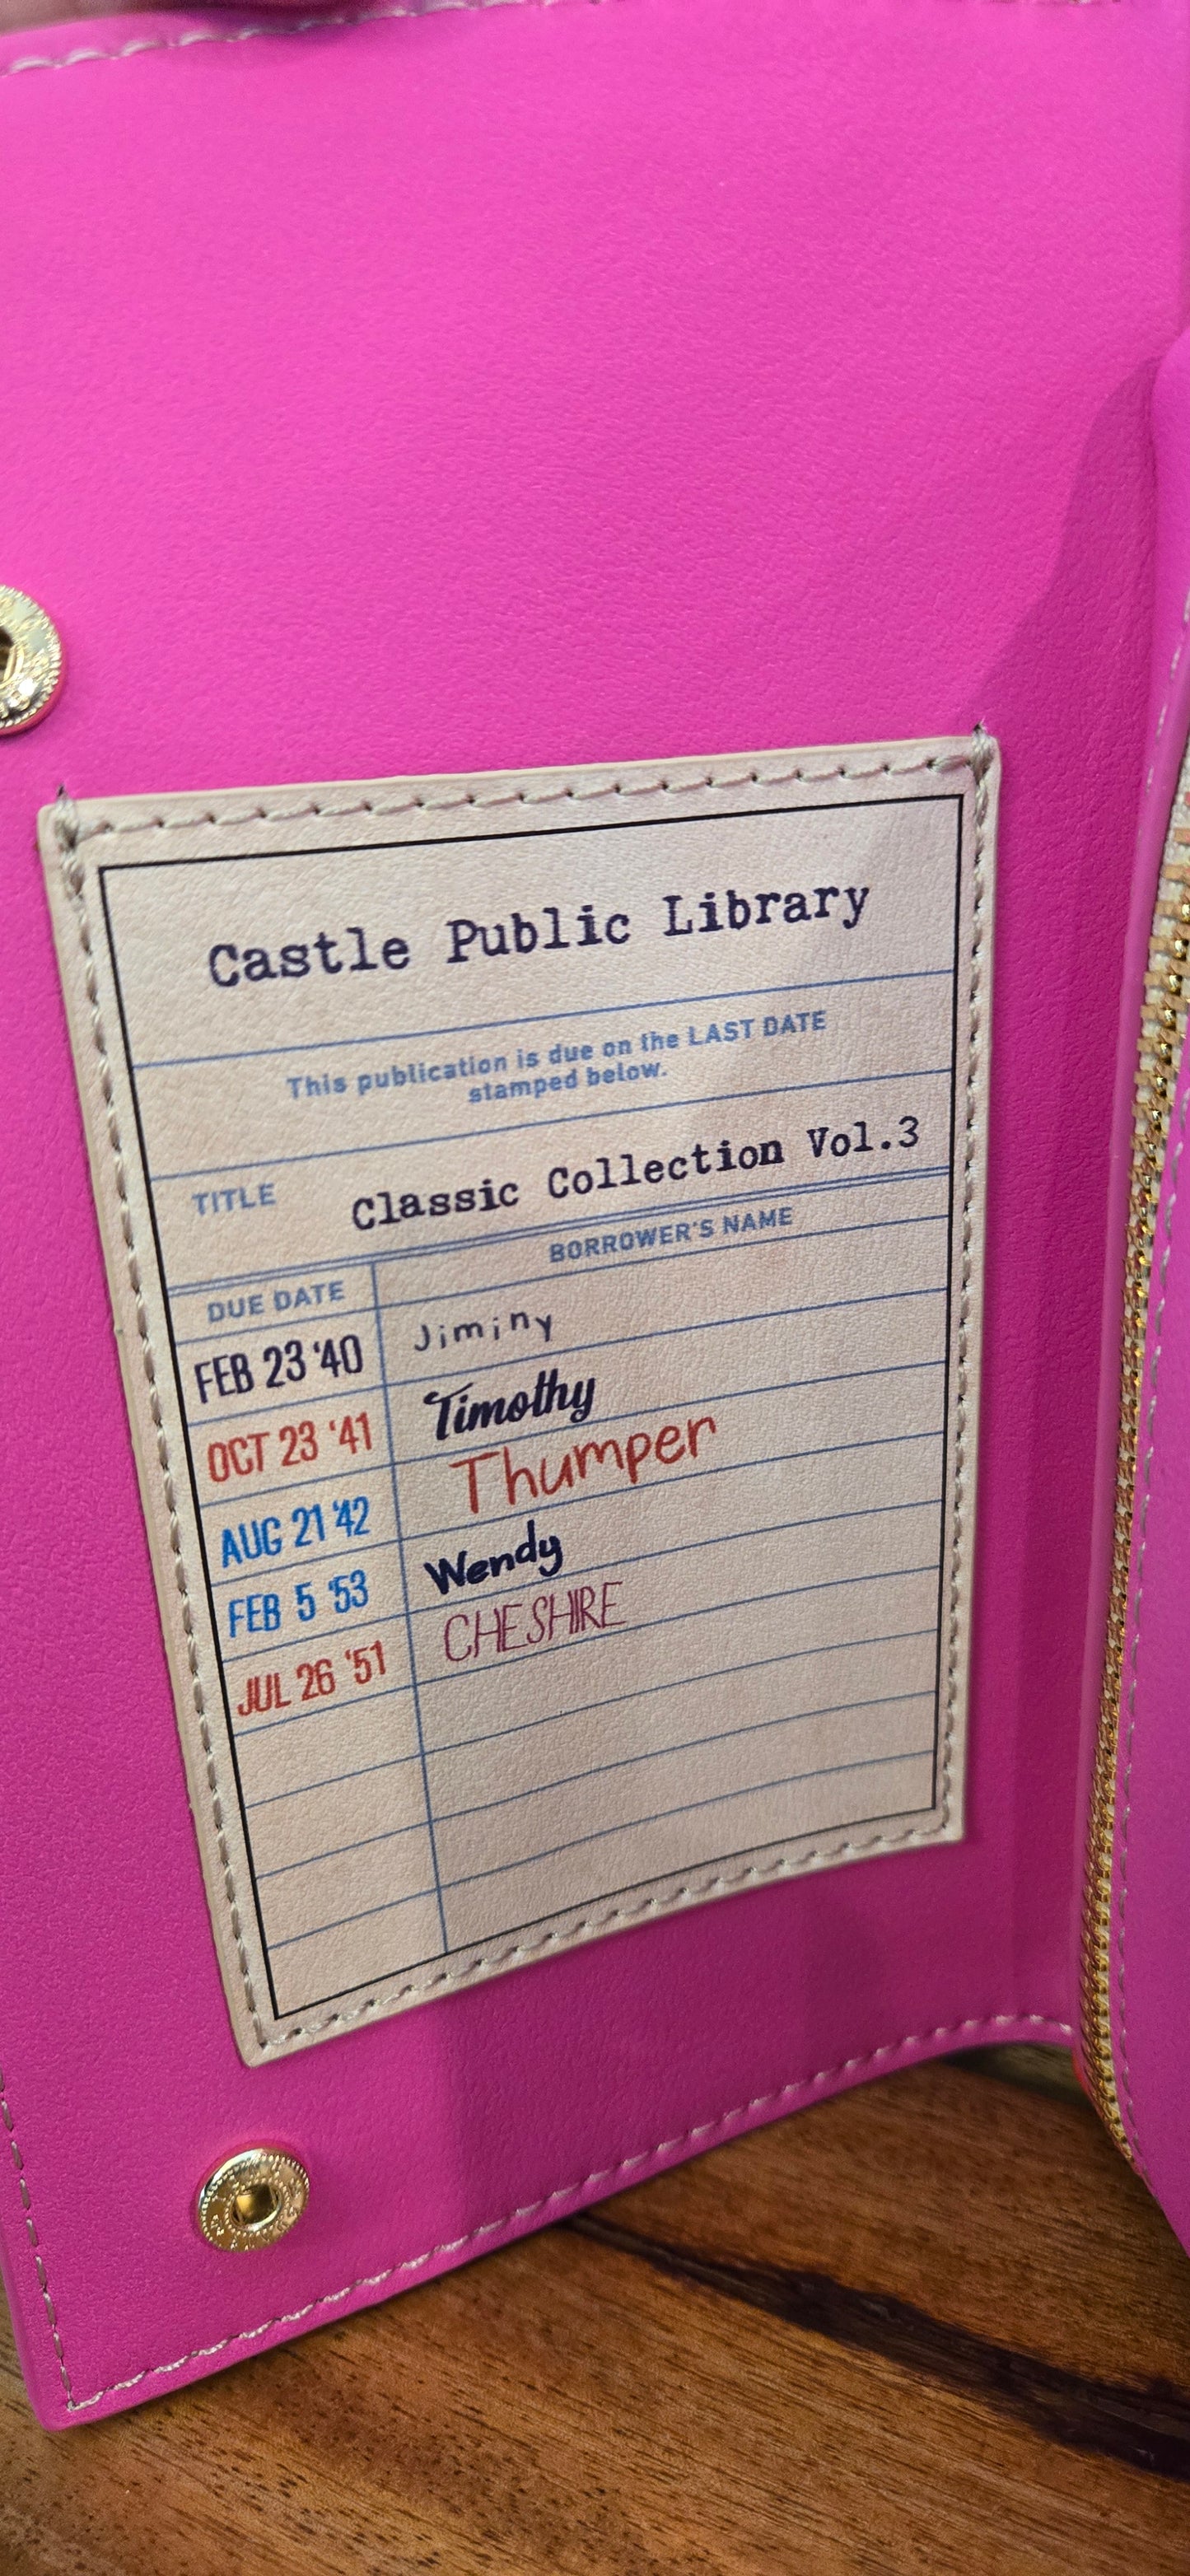 Castle Public Library
This publication is due on the LAST DATE
stamped below.
TITLE Classic Collection Vol.3
DUE DATE BORROWER'S NAME
FEB 23 '40 Jiminy
OCT 23 '41 Timothy
AUG 21 '42 Thumper
FEB 5 '53 Wendy
JUL 26 '51 CHESHIRE